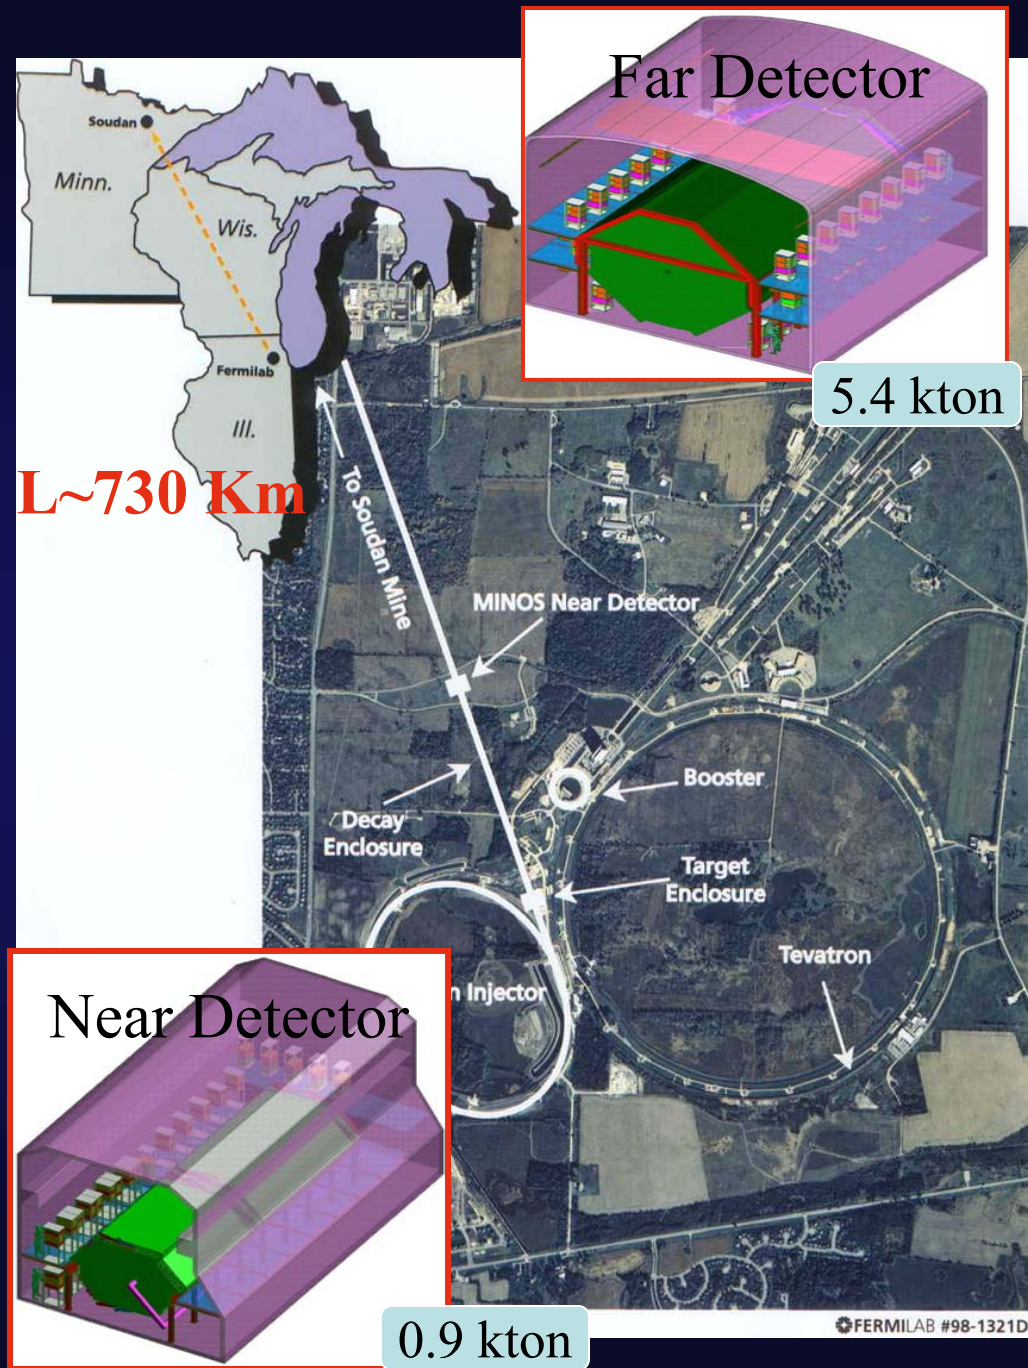 Far Detector
5.4 kton
Soudan
Minn.
Wis.
Fermilab
Ill.
L~730 Km
To Soudan Mine
MINOS Near Detector
Booster
Decay
Enclosure
Target
Enclosure
Tevatron
n Injector
Near Detector
0.9 kton
FERMILAB #98-1321D